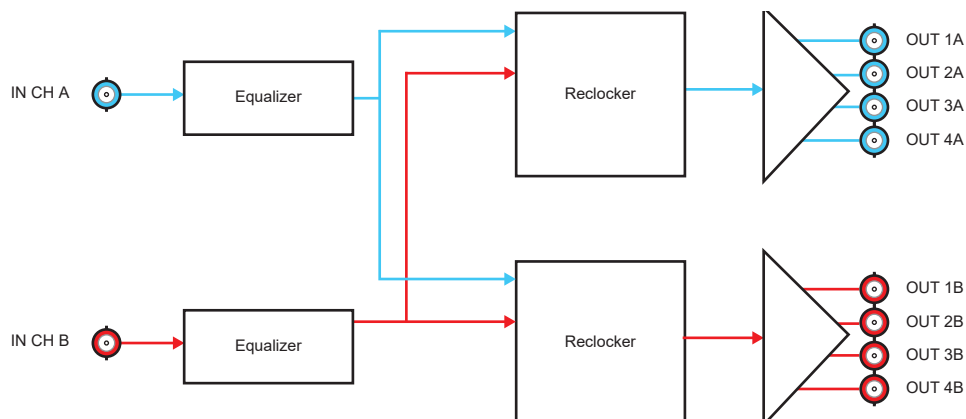 IN CH A
Equalizer
Reclocker
OUT 1A
OUT 2A
OUT 3A
OUT 4A
IN CH B
Equalizer
Reclocker
OUT 1B
OUT 2B
OUT 3B
OUT 4B